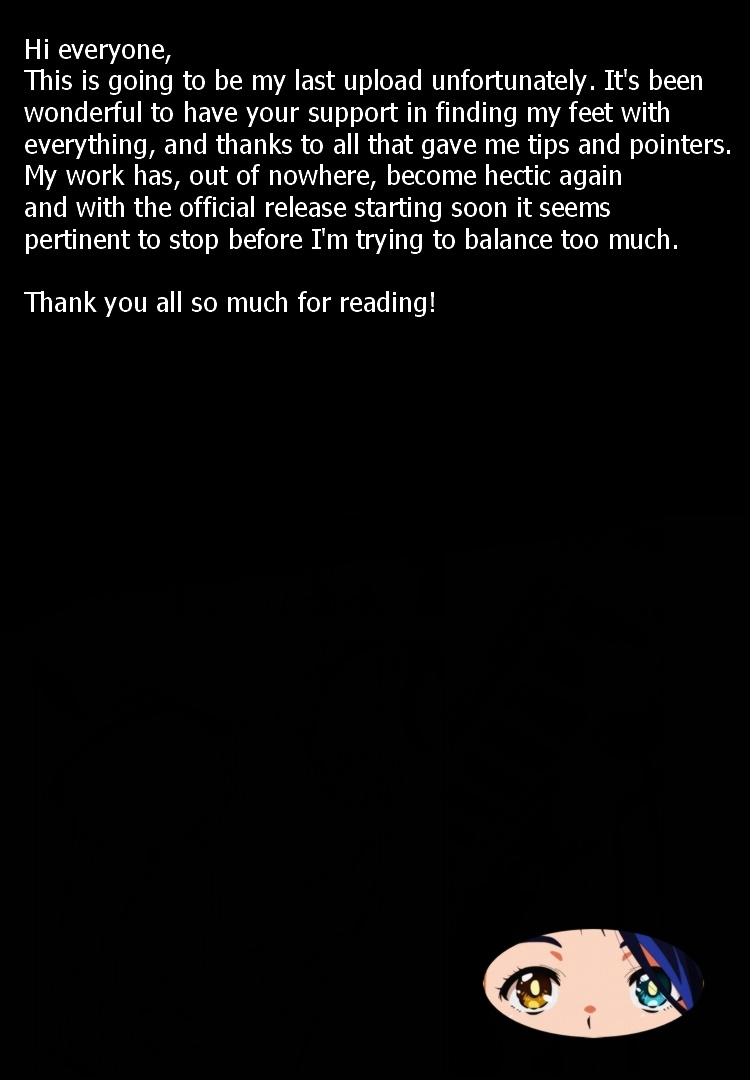 Hi everyone,
This is going to be my last upload unfortunately. It's been
wonderful to have your support in finding my feet with
everything, and thanks to all that gave me tips and pointers.
My work has, out of nowhere, become hectic again
and with the official release starting soon it seems
pertinent to stop before I'm trying to balance too much.
Thank you all so much for reading!